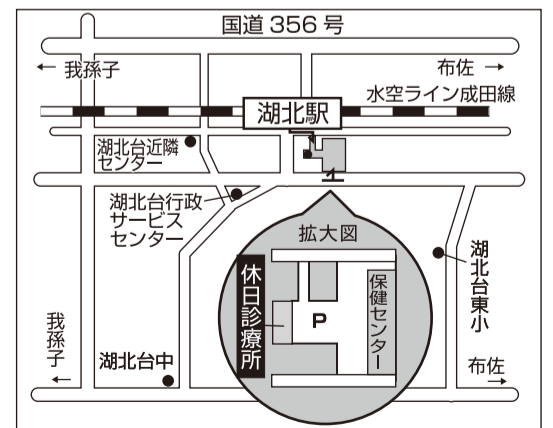 国道 356 号
← 我孫子
布佐 →
水空ライン成田線
湖北駅
湖北台近隣
センター
湖北台行政
サービス
センター
拡大図
休日診療所
P
保健センター
湖北台東小
我孫子
←
湖北台中
布佐
→